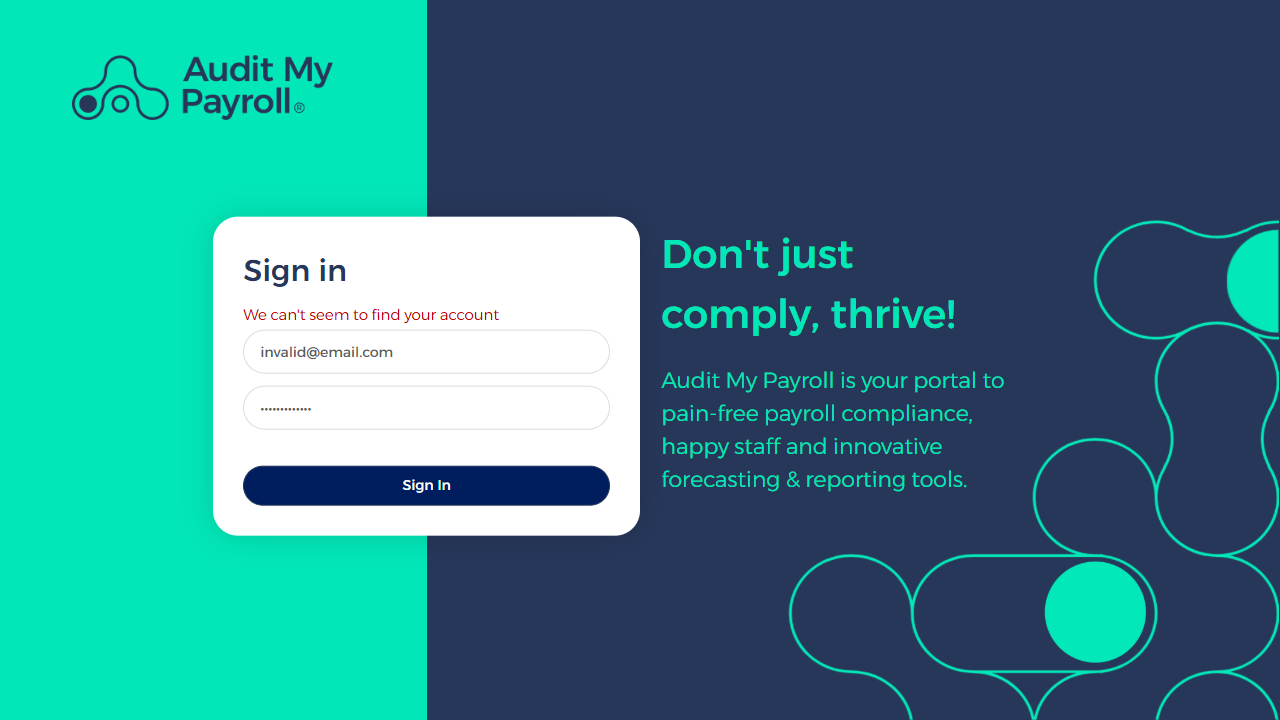 Audit My
Payroll®
Sign in
We can't seem to find your account
invalid@email.com
•••••••••••••
Sign In
Don't just
comply, thrive!
Audit My Payroll is your portal to
pain-free payroll compliance,
happy staff and innovative
forecasting & reporting tools.